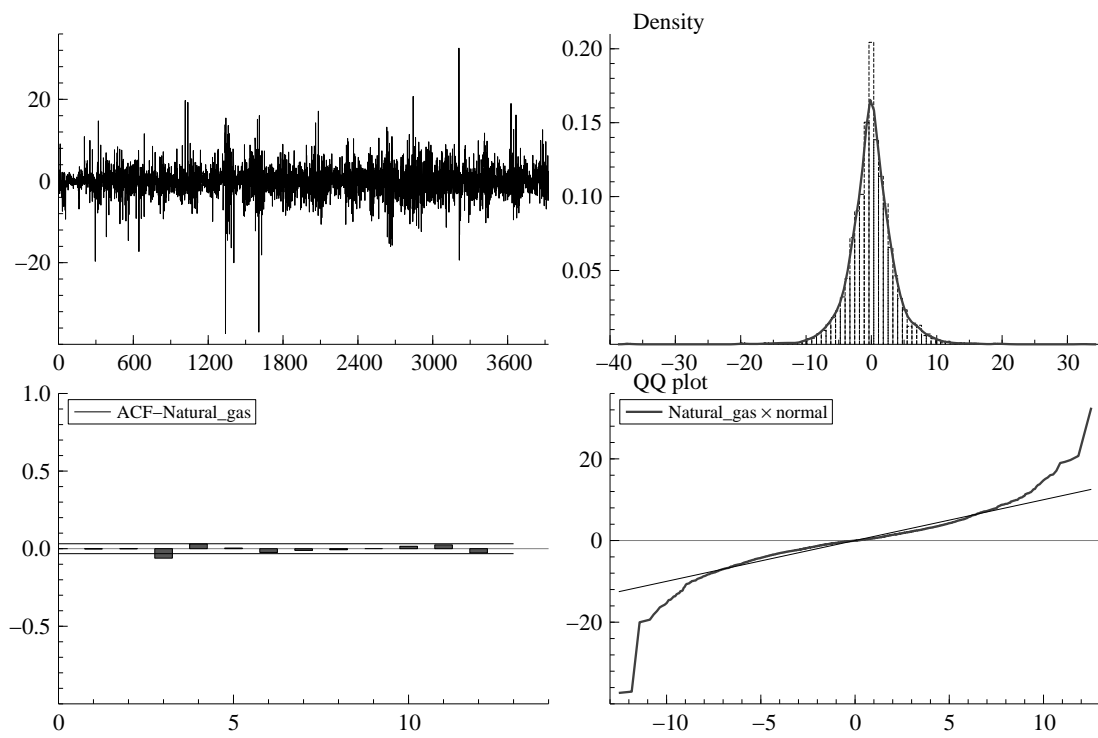 Density
20
0
−20
0 600 1200 1800 2400 3000 3600
0.20
0.15
0.10
0.05
−40 −30 −20 −10 0 10 20 30
1.0
0.5
0.0
−0.5
0 5 10
ACF−Natural_gas
QQ plot
Natural_gas × normal
20
0
−20
−10 −5 0 5 10